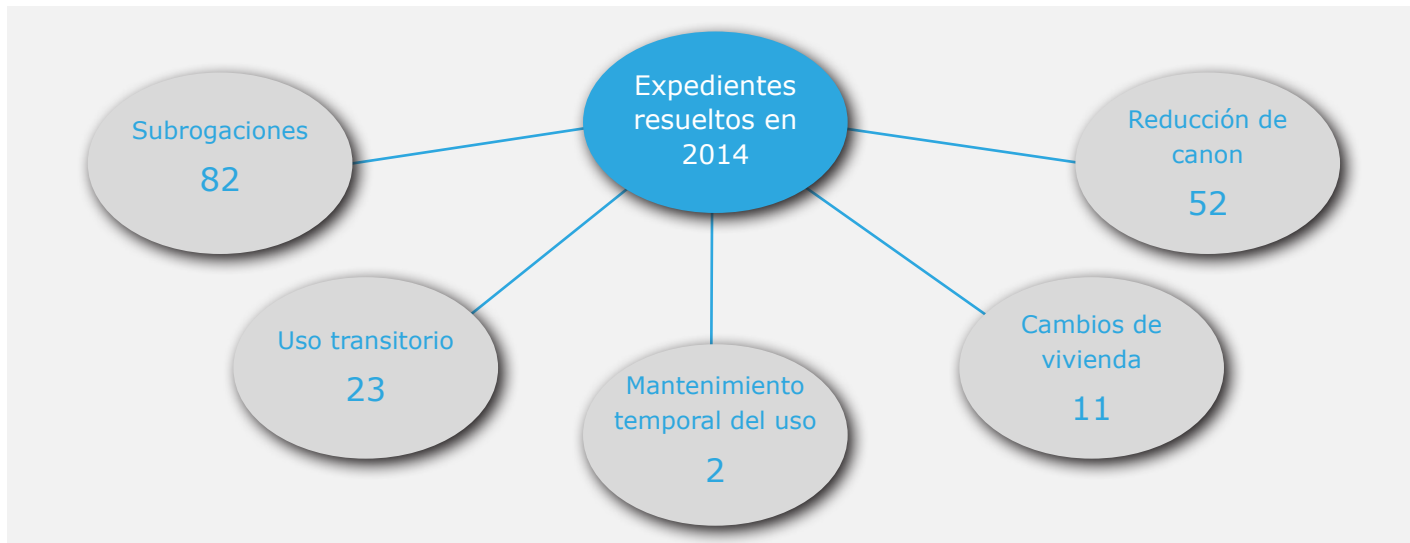 Expedientes
resueltos en
2014
Subrogaciones
82
Uso transitorio
23
Mantenimiento
temporal del uso
2
Cambios de
vivienda
11
Reducción de
canon
52